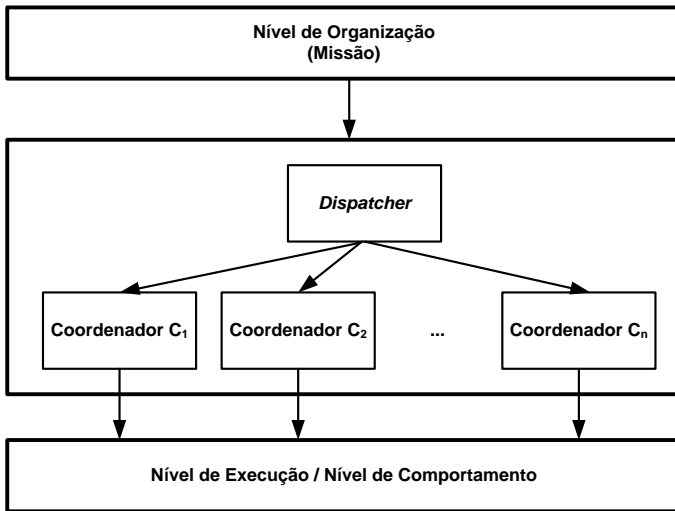 Nível de Organização
(Missão)
Dispatcher
Coordenador C₁
Coordenador C₂
...
Coordenador Cₙ
Nível de Execução / Nível de Comportamento